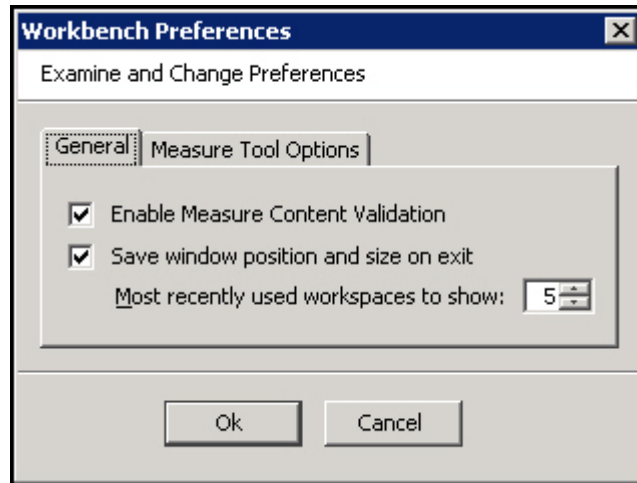 Workbench Preferences
Examine and Change Preferences
General Measure Tool Options
Enable Measure Content Validation
Save window position and size on exit
Most recently used workspaces to show: 5
Ok Cancel